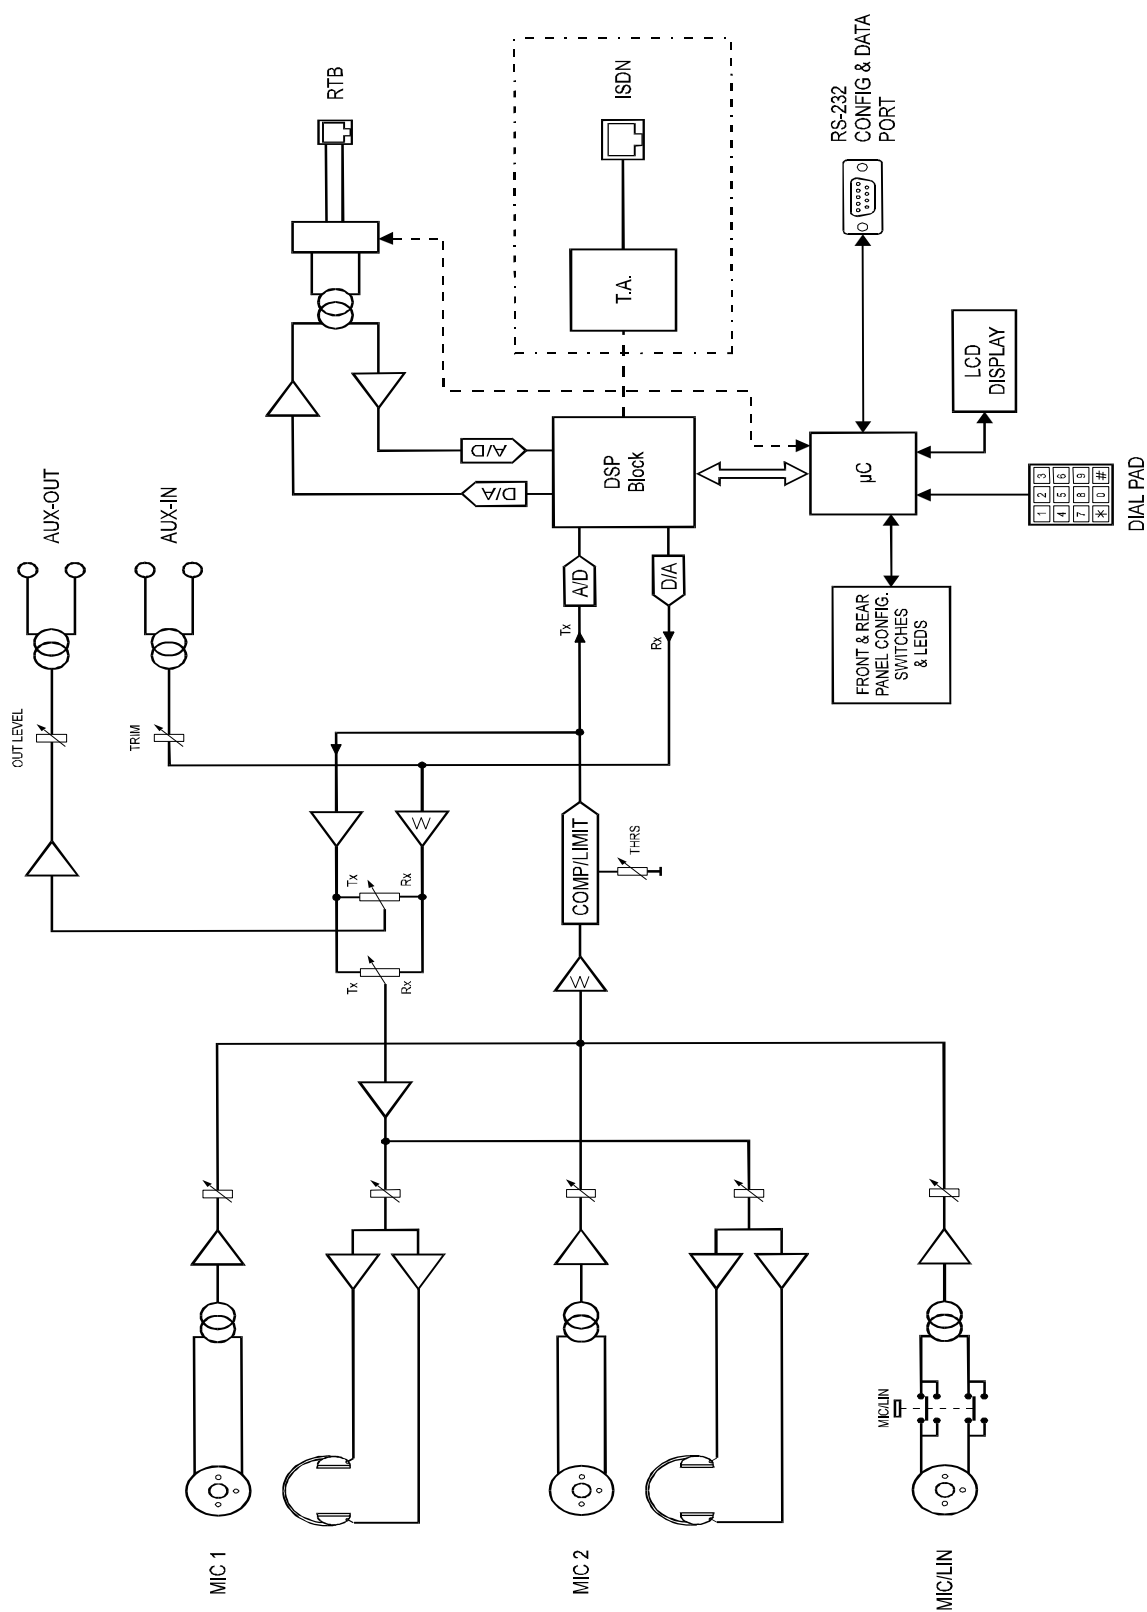 MIC 1
MIC 2
MIC/LIN
MIC/LIN
OUT LEVEL
TRIM
AUX-OUT
AUX-IN
Tx
Rx
Tx
Rx
W
W
COMP/LIMIT
THRS
Tx
Rx
A/D
D/A
D/A
A/D
DSP
Block
RTB
T.A.
ISDN
µC
RS-232
CONFIG & DATA
PORT
LCD
DISPLAY
FRONT & REAR
PANEL CONFIG.
SWITCHES
& LEDS
1 2 3
4 5 6
7 8 9
* 0 #
DIAL PAD